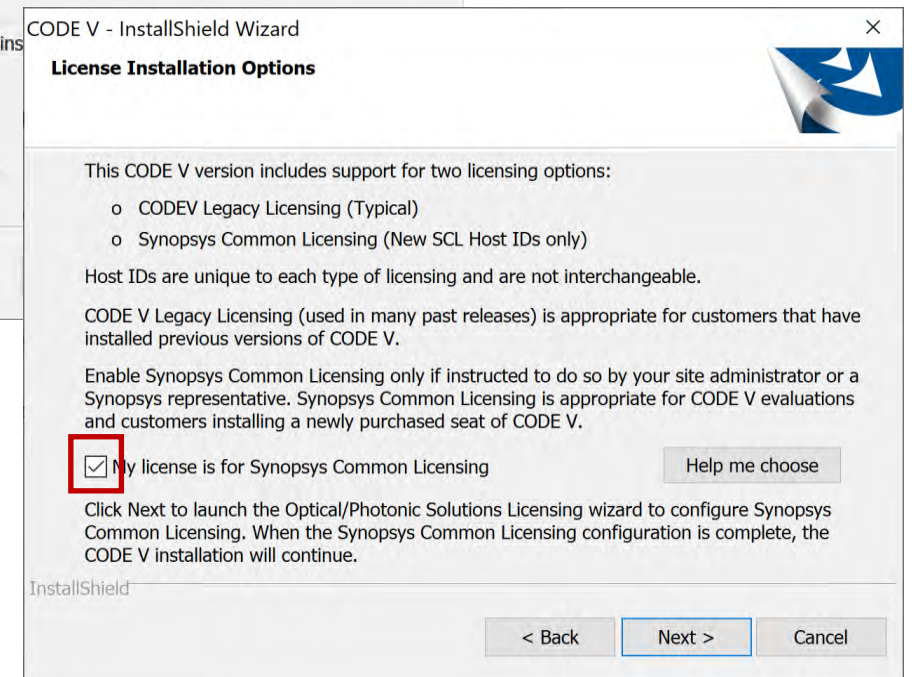 ins
CODE V - InstallShield Wizard
License Installation Options
This CODE V version includes support for two licensing options:
o CODEV Legacy Licensing (Typical)
o Synopsys Common Licensing (New SCL Host IDs only)
Host IDs are unique to each type of licensing and are not interchangeable.
CODE V Legacy Licensing (used in many past releases) is appropriate for customers that have
installed previous versions of CODE V.
Enable Synopsys Common Licensing only if instructed to do so by your site administrator or a
Synopsys representative. Synopsys Common Licensing is appropriate for CODE V evaluations
and customers installing a newly purchased seat of CODE V.
My license is for Synopsys Common Licensing
Help me choose
Click Next to launch the Optical/Photonic Solutions Licensing wizard to configure Synopsys
Common Licensing. When the Synopsys Common Licensing configuration is complete, the
CODE V installation will continue.
InstallShield
< Back
Next >
Cancel